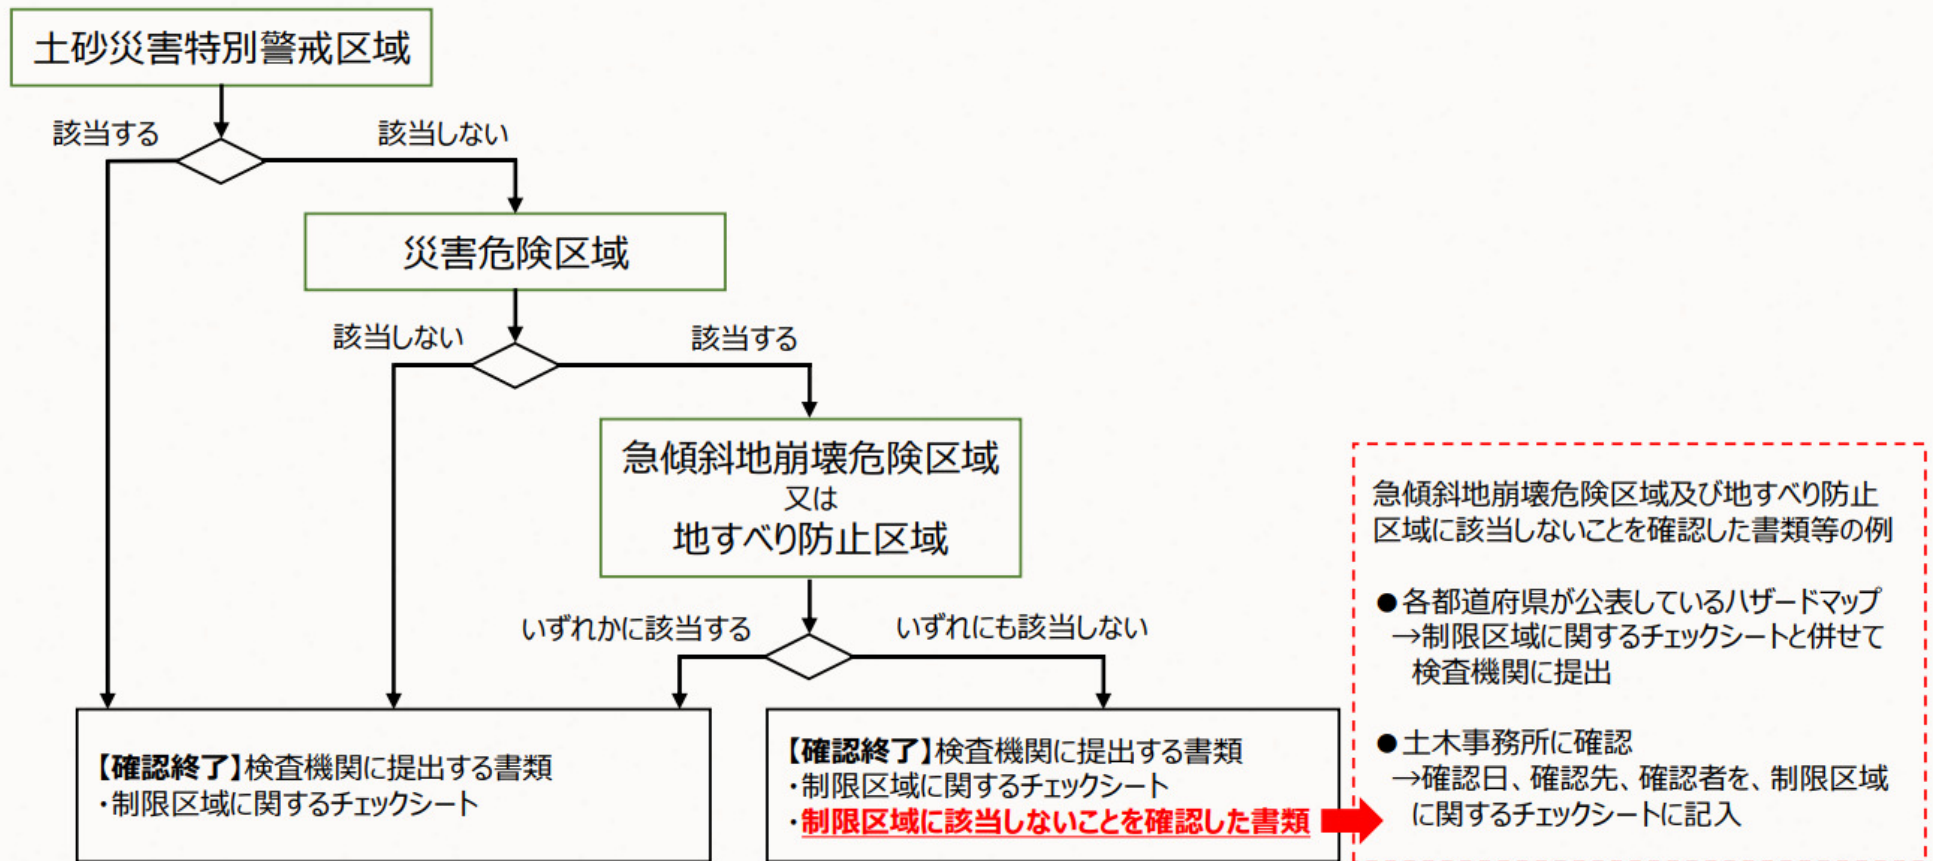 土砂災害特別警戒区域
該当する
該当しない
災害危険区域
該当しない
該当する
急傾斜地崩壊危険区域
又は
地すべり防止区域
いずれかに該当する
いずれにも該当しない
【確認終了】検査機関に提出する書類
・制限区域に関するチェックシート
【確認終了】検査機関に提出する書類
・制限区域に関するチェックシート
・制限区域に該当しないことを確認した書類
急傾斜地崩壊危険区域及び地すべり防止
区域に該当しないことを確認した書類等の例
●各都道府県が公表しているハザードマップ
→制限区域に関するチェックシートと併せて
検査機関に提出
●土木事務所に確認
→確認日、確認先、確認者を、制限区域
に関するチェックシートに記入